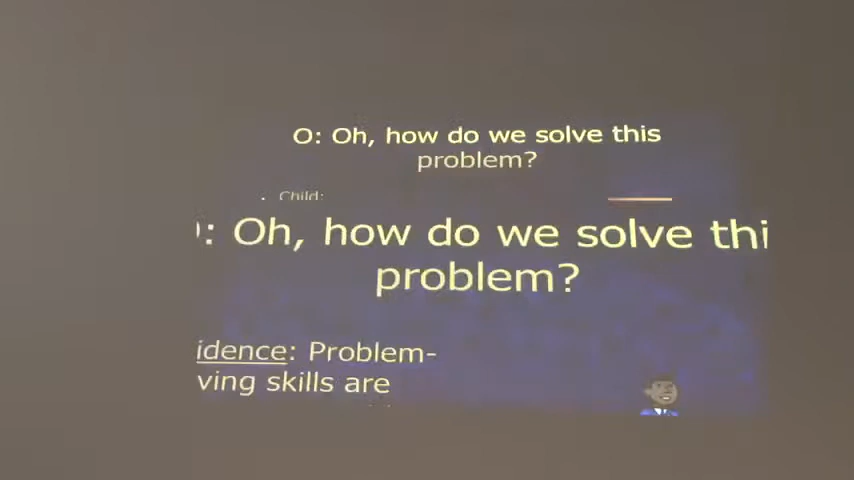 O: Oh, how do we solve this
problem?
• Child:
: Oh, how do we solve thi
problem?
idence: Problem-
ving skills are